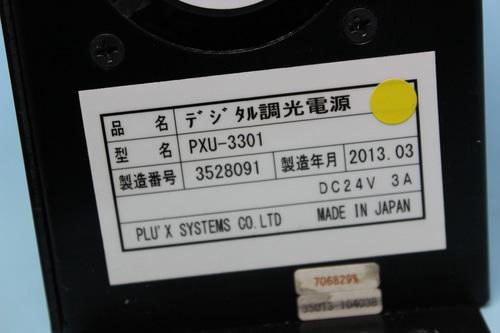 品 名 デジタル調光電源
型 名 PXU-3301
製造番号 3528091 製造年月 2013.03
DC24V 3A
PLU'X SYSTEMS CO.LTD MADE IN JAPAN
706829%